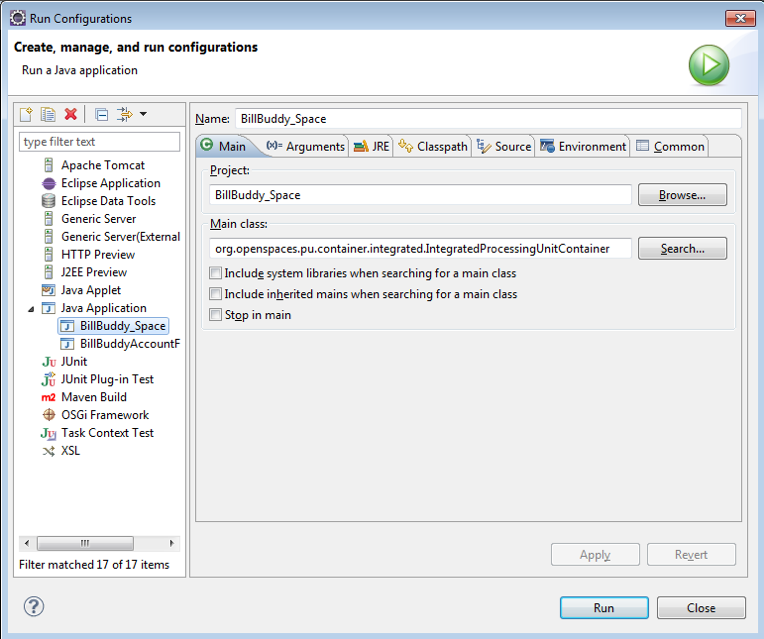 Run Configurations
Create, manage, and run configurations
Run a Java application
type filter text
Apache Tomcat
Eclipse Application
Eclipse Data Tools
Generic Server
Generic Server(External
HTTP Preview
J2EE Preview
Java Applet
Java Application
BillBuddy_Space
BillBuddyAccountF
JUnit
JUnit Plug-in Test
Maven Build
OSGi Framework
Task Context Test
XSL
Filter matched 17 of 17 items
Name: BillBuddy_Space
Main (x)= Arguments JRE Classpath Source Environment Common
Project:
BillBuddy_Space Browse...
Main class:
org.openspaces.pu.container.integrated.IntegratedProcessingUnitContainer Search...
Include system libraries when searching for a main class
Include inherited mains when searching for a main class
Stop in main
Apply Revert
Run Close